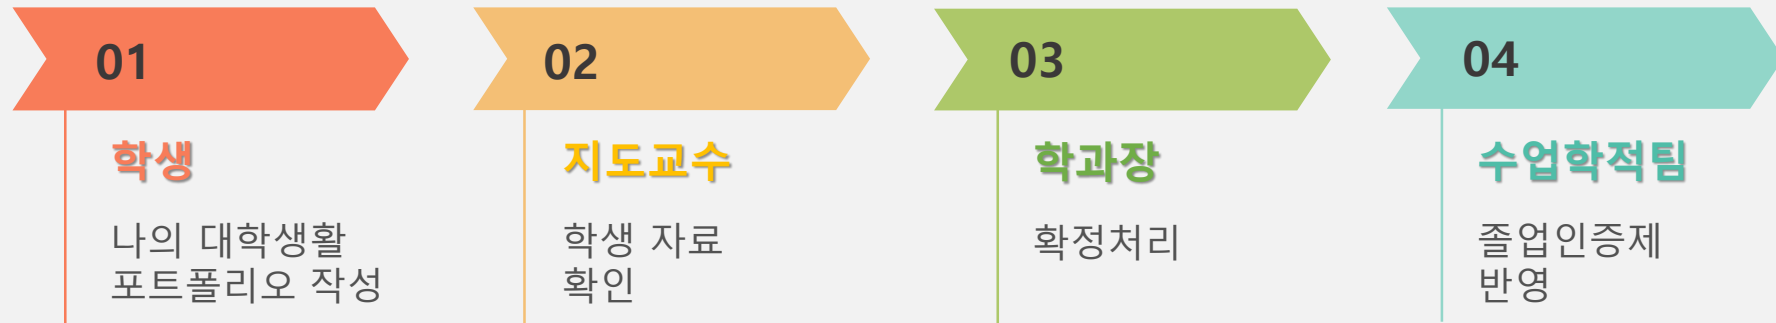 01
학생
나의 대학생활
포트폴리오 작성
02
지도교수
학생 자료
확인
03
학과장
확정처리
04
수업학적팀
졸업인증제
반영